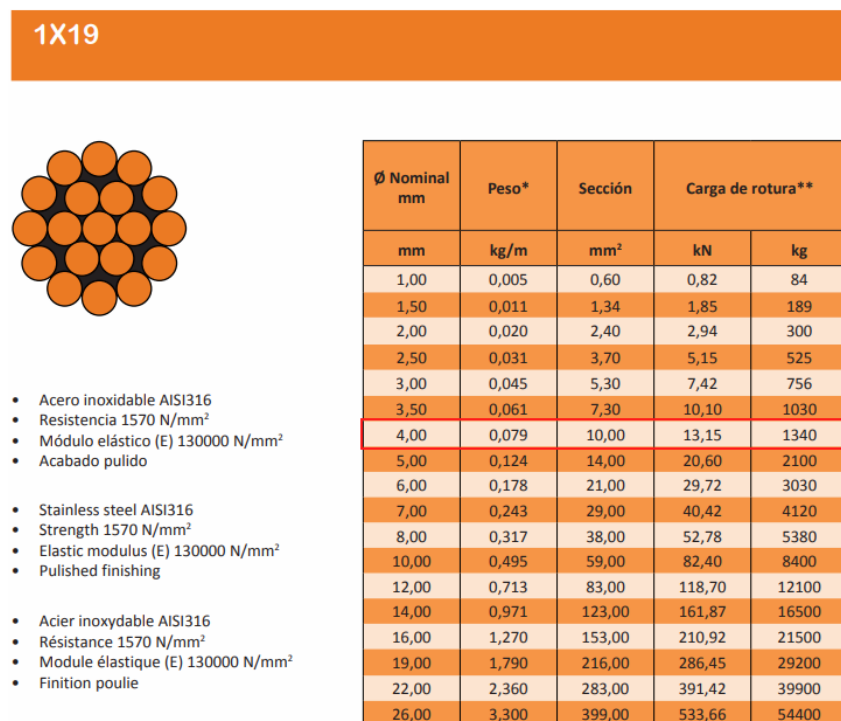 1X19
Ø Nominal mm Peso* Sección Carga de rotura**
mm kg/m mm² kN kg
1,00 0,005 0,60 0,82 84
1,50 0,011 1,34 1,85 189
2,00 0,020 2,40 2,94 300
2,50 0,031 3,70 5,15 525
3,00 0,045 5,30 7,42 756
3,50 0,061 7,30 10,10 1030
4,00 0,079 10,00 13,15 1340
5,00 0,124 14,00 20,60 2100
6,00 0,178 21,00 29,72 3030
7,00 0,243 29,00 40,42 4120
8,00 0,317 38,00 52,78 5380
10,00 0,495 59,00 82,40 8400
12,00 0,713 83,00 118,70 12100
14,00 0,971 123,00 161,87 16500
16,00 1,270 153,00 210,92 21500
19,00 1,790 216,00 286,45 29200
22,00 2,360 283,00 391,42 39900
26,00 3,300 399,00 533,66 54400
• Acero inoxidable AISI316
• Resistencia 1570 N/mm²
• Módulo elástico (E) 130000 N/mm²
• Acabado pulido
• Stainless steel AISI316
• Strength 1570 N/mm²
• Elastic modulus (E) 130000 N/mm²
• Pulished finishing
• Acier inoxydable AISI316
• Résistance 1570 N/mm²
• Module élastique (E) 130000 N/mm²
• Finition poulie